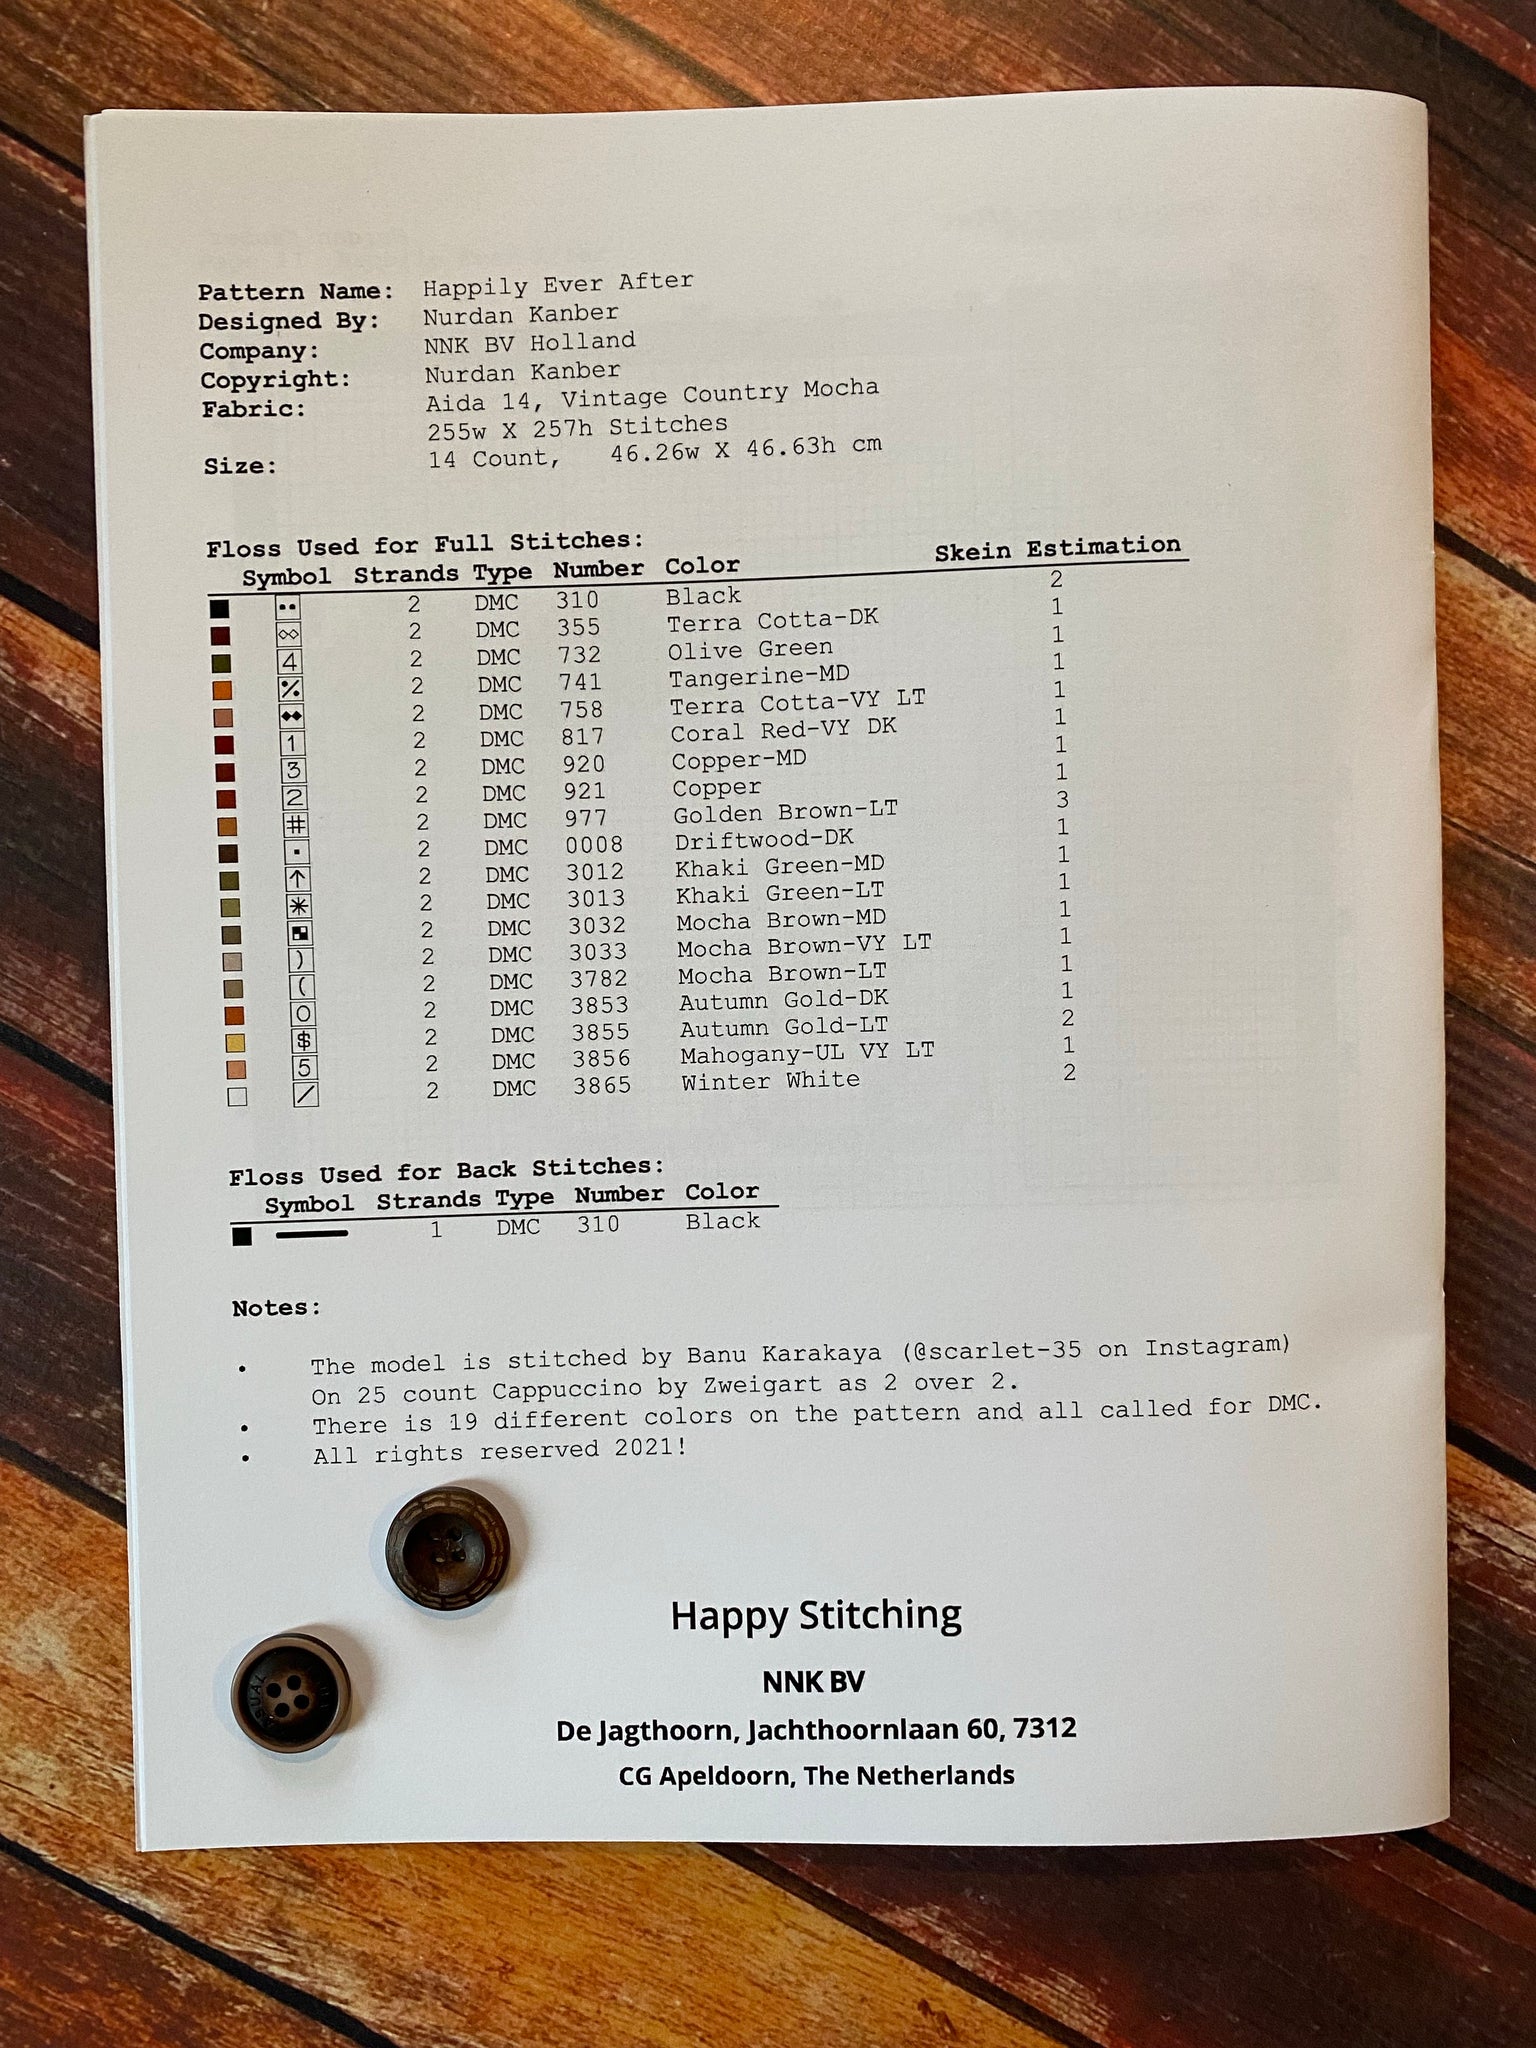 Pattern Name: Happily Ever After
Designed By: Nurdan Kanber
Company: NNK BV Holland
Copyright: Nurdan Kanber
Fabric: Aida 14, Vintage Country Mocha
255w X 257h Stitches
Size: 14 Count, 46.26w X 46.63h cm
Floss Used for Full Stitches:
Symbol Strands Type Number Color Skein Estimation
2 DMC 310 Black 2
2 DMC 355 Terra Cotta-DK 1
4 2 DMC 732 Olive Green 1
% 2 DMC 741 Tangerine-MD 1
2 DMC 758 Terra Cotta-VY LT 1
1 2 DMC 817 Coral Red-VY DK 1
3 2 DMC 920 Copper-MD 1
2 2 DMC 921 Copper 1
# 2 DMC 977 Golden Brown-LT 3
2 DMC 0008 Driftwood-DK 1
↑ 2 DMC 3012 Khaki Green-MD 1
* 2 DMC 3013 Khaki Green-LT 1
2 DMC 3032 Mocha Brown-MD 1
) 2 DMC 3033 Mocha Brown-VY LT 1
( 2 DMC 3782 Mocha Brown-LT 1
0 2 DMC 3853 Autumn Gold-DK 1
$ 2 DMC 3855 Autumn Gold-LT 2
5 2 DMC 3856 Mahogany-UL VY LT 1
/ 2 DMC 3865 Winter White 2
Floss Used for Back Stitches:
Symbol Strands Type Number Color
1 DMC 310 Black
Notes:
• The model is stitched by Banu Karakaya (@scarlet-35 on Instagram)
On 25 count Cappuccino by Zweigart as 2 over 2.
• There is 19 different colors on the pattern and all called for DMC.
• All rights reserved 2021!
Happy Stitching
NNK BV
De Jagthoorn, Jachthoornlaan 60, 7312
CG Apeldoorn, The Netherlands